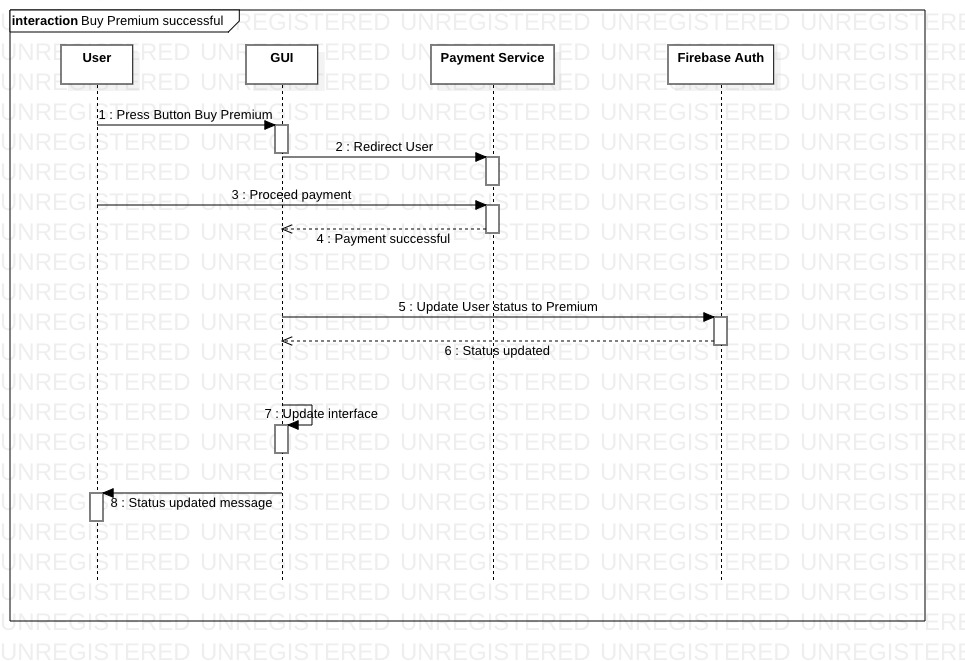 interaction Buy Premium successful
User
GUI
Payment Service
Firebase Auth
1 : Press Button Buy Premium
2 : Redirect User
3 : Proceed payment
4 : Payment successful
5 : Update User status to Premium
6 : Status updated
7 : Update interface
8 : Status updated message
UNREGISTERED UNREGISTERED UNREGISTERED UNREGISTERED UNREGISTERED